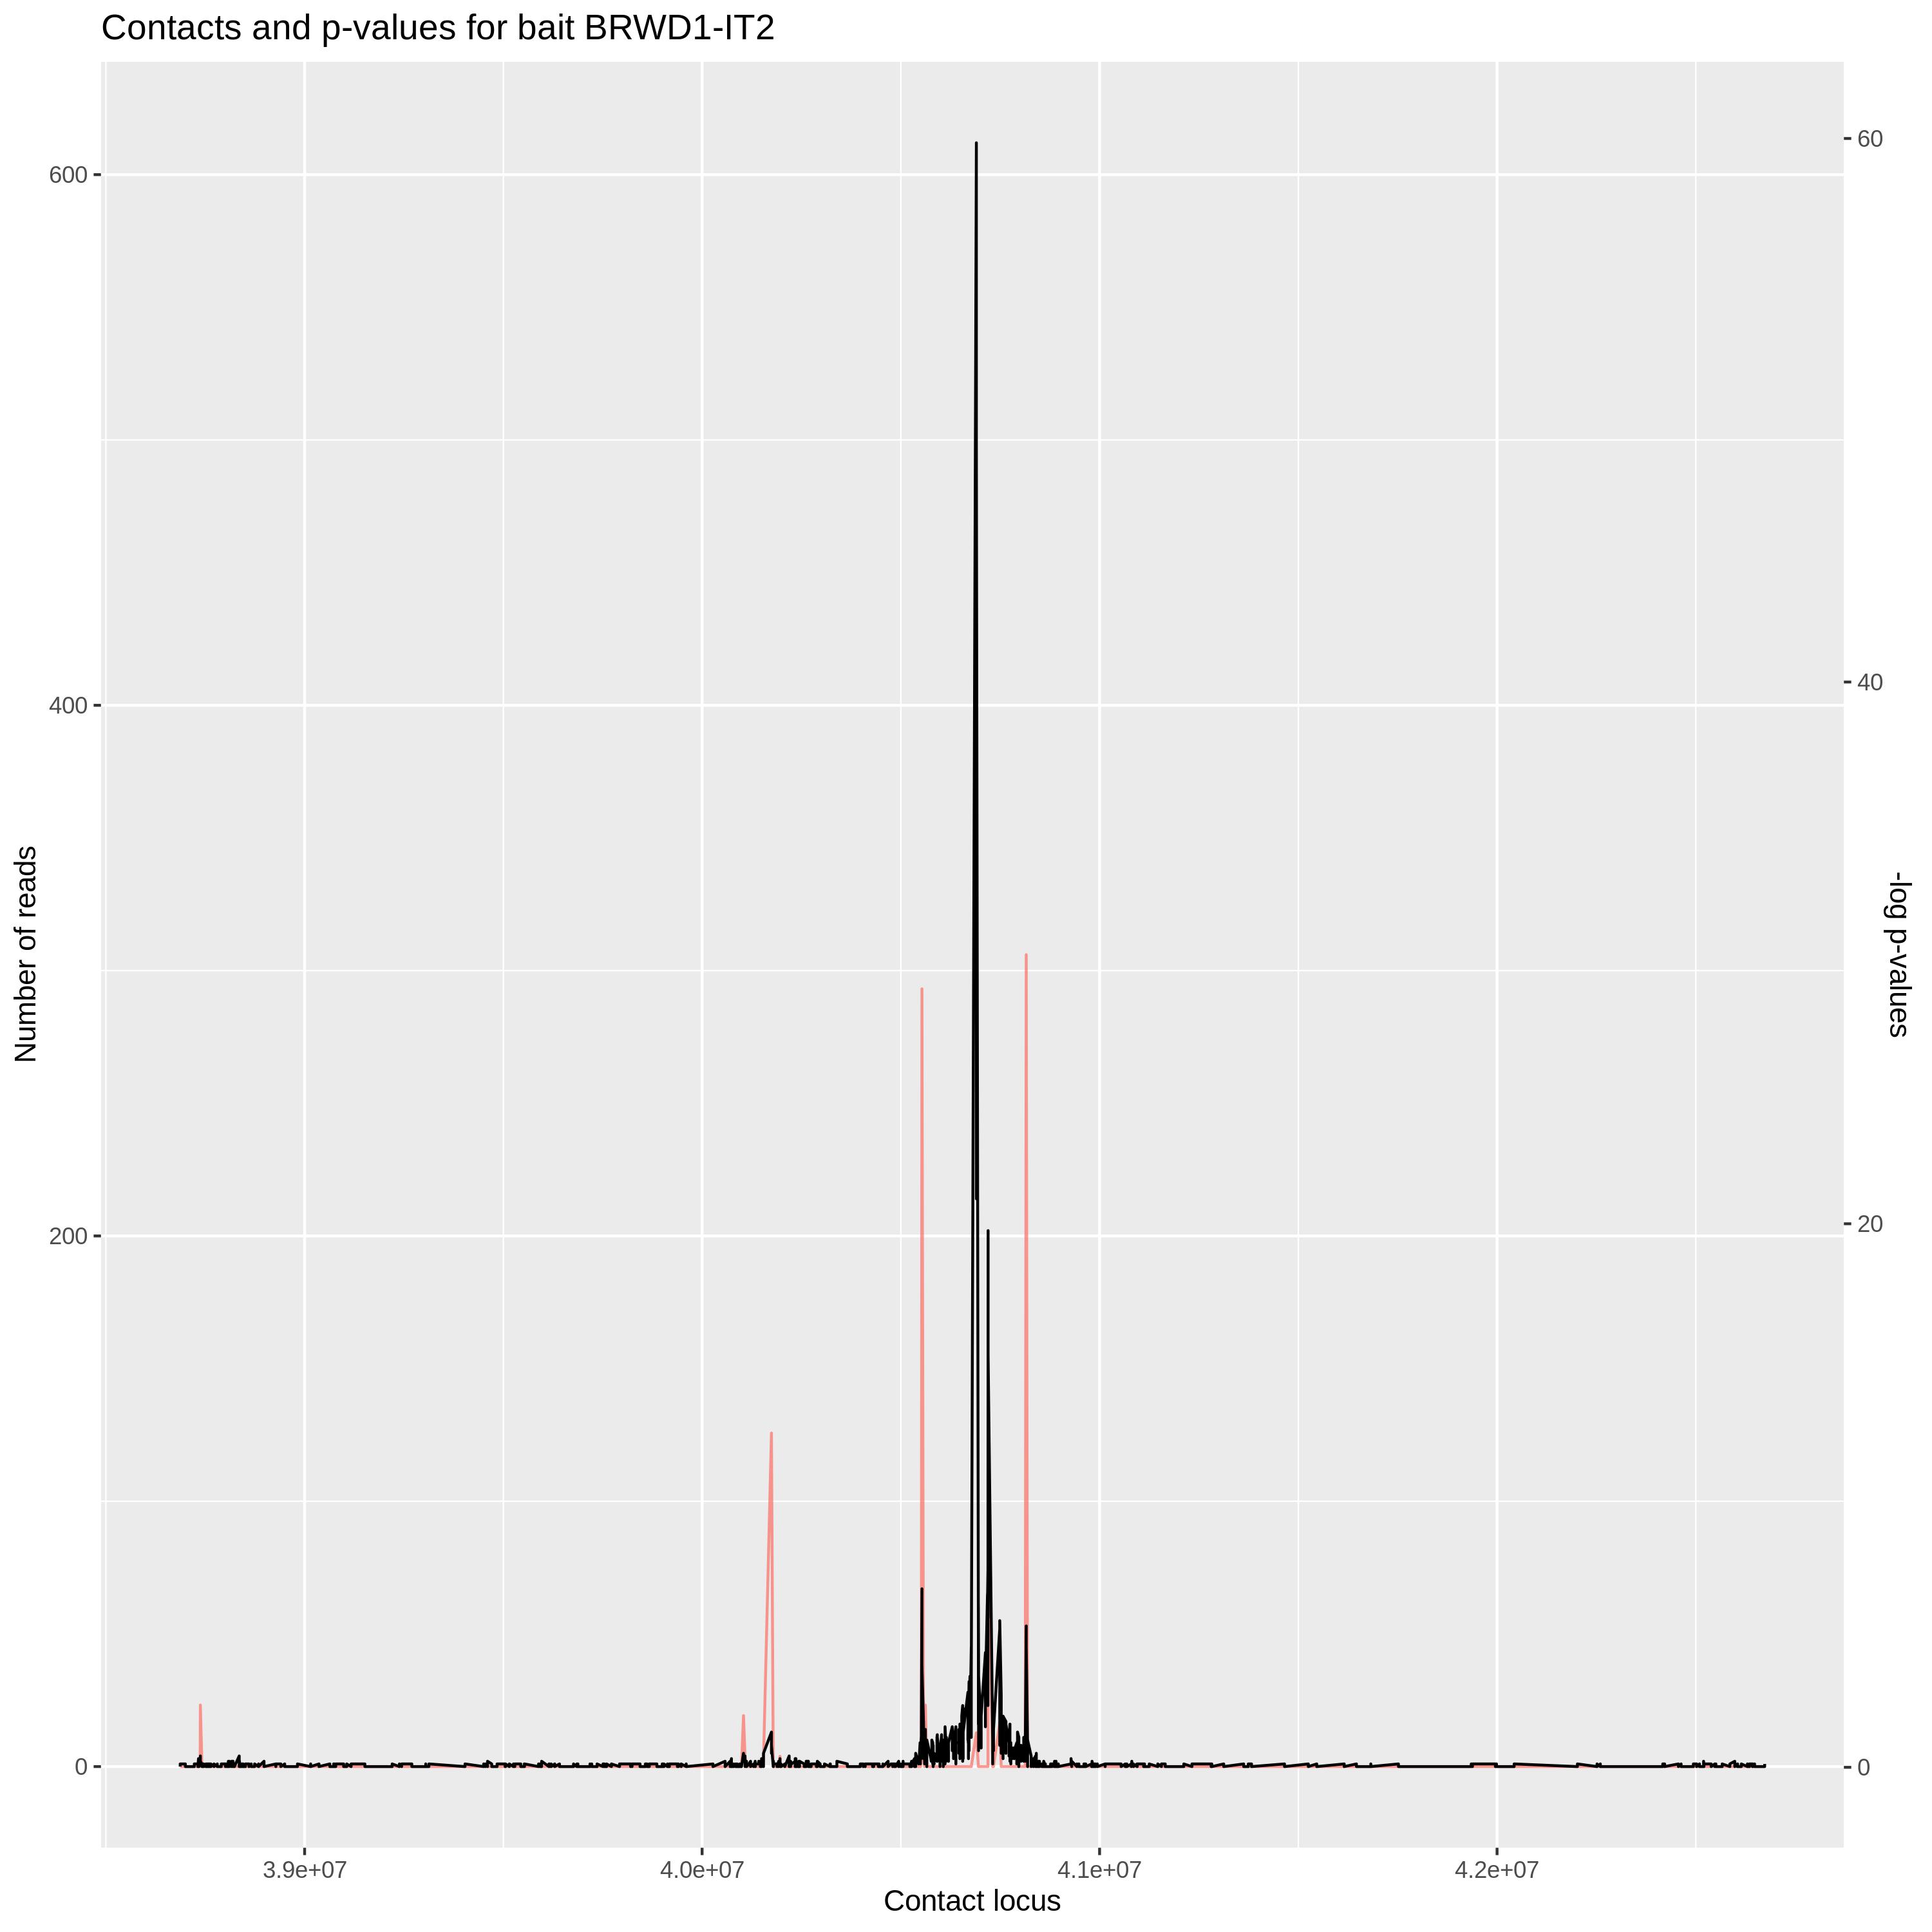 Contacts and p-values for bait BRWD1-IT2
600
400
200
0
Number of reads
60
40
20
0
-log p-values
3.9e+07
4.0e+07
4.1e+07
4.2e+07
Contact locus